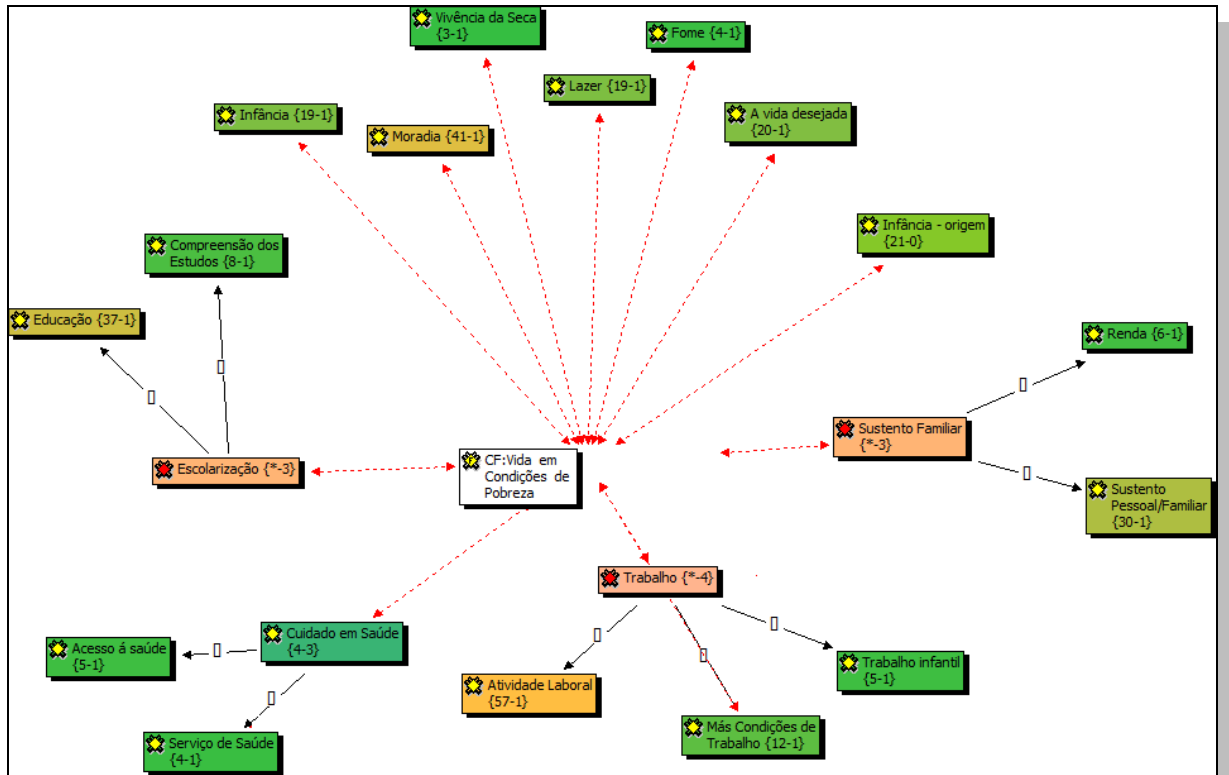 Vivência da Seca
{3-1}
Fome {4-1}
Lazer {19-1}
Infância {19-1}
A vida desejada
{20-1}
Moradia {41-1}
Infância - origem
{21-0}
Compreensão dos
Estudos {8-1}
Educação {37-1}
Renda {6-1}
Sustento Familiar
{*-3}
Escolarização {*-3}
CF:Vida em
Condições de
Pobreza
Sustento
Pessoal/Familiar
{30-1}
Trabalho {*-4}
Cuidado em Saúde
{4-3}
Acesso á saúde
{5-1}
Trabalho infantil
{5-1}
Atividade Laboral
{57-1}
Más Condições de
Trabalho {12-1}
Serviço de Saúde
{4-1}